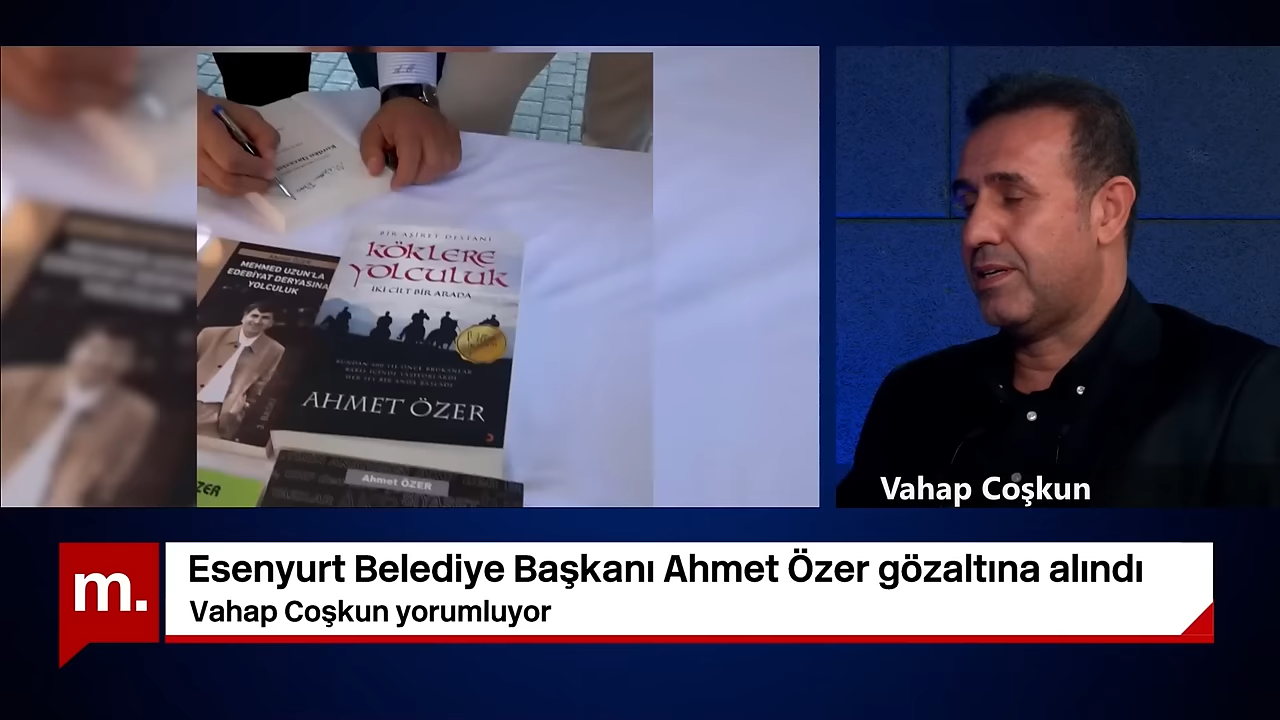 BİR AŞİRET DESTANI
KÖKLERE
YOLCULUK
İKİ CİLT BİR ARADA
MEHMED UZUN'LA
EDEBİYAT DERYASINA
YOLCULUK
AHMET ÖZER
Ahmet ÖZER
ZER
Vahap Coşkun
m.
Esenyurt Belediye Başkanı Ahmet Özer gözaltına alındı
Vahap Coşkun yorumluyor